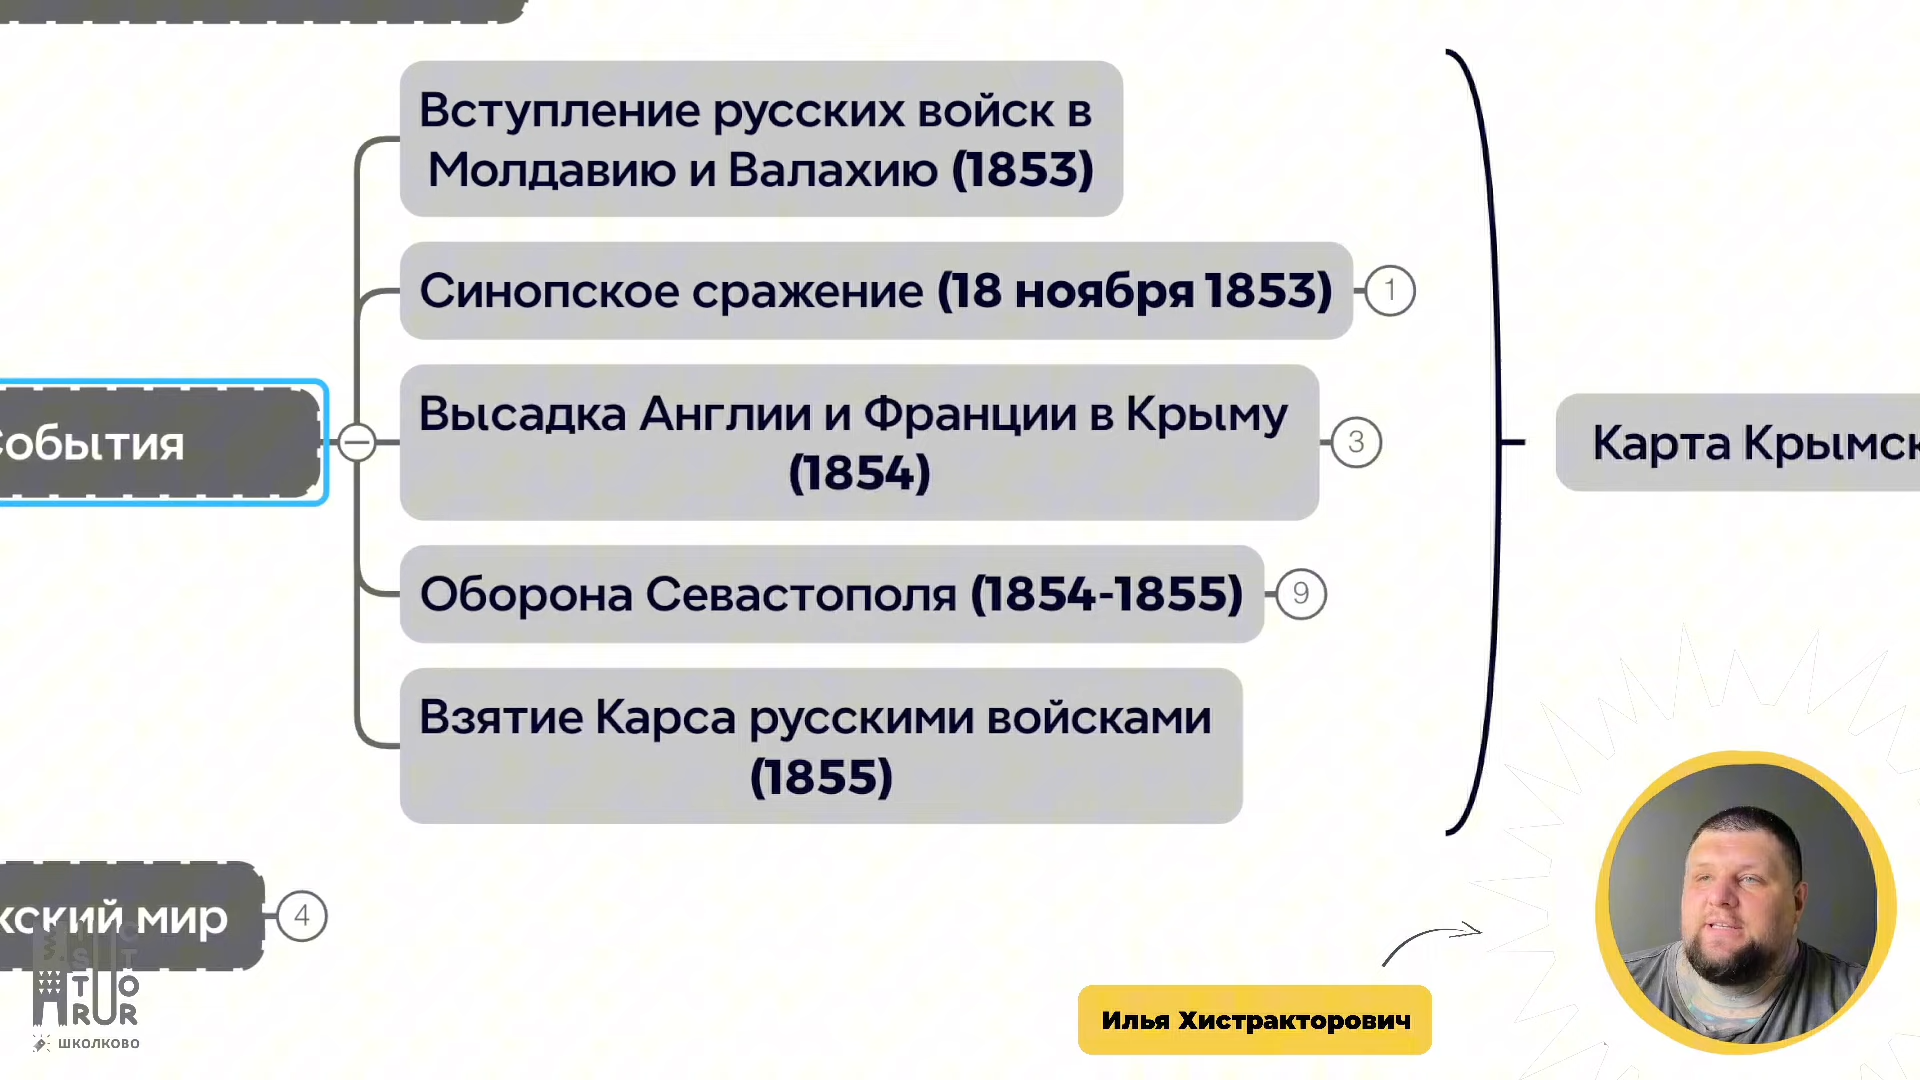 Вступление русских войск в
Молдавию и Валахию (1853)
Синопское сражение (18 ноября 1853)
1
События
Высадка Англии и Франции в Крыму
(1854)
3
Карта Крымск
Оборона Севастополя (1854-1855)
9
Взятие Карса русскими войсками
(1855)
жский мир
4
Илья Хистракторович
ШКОЛКОВО